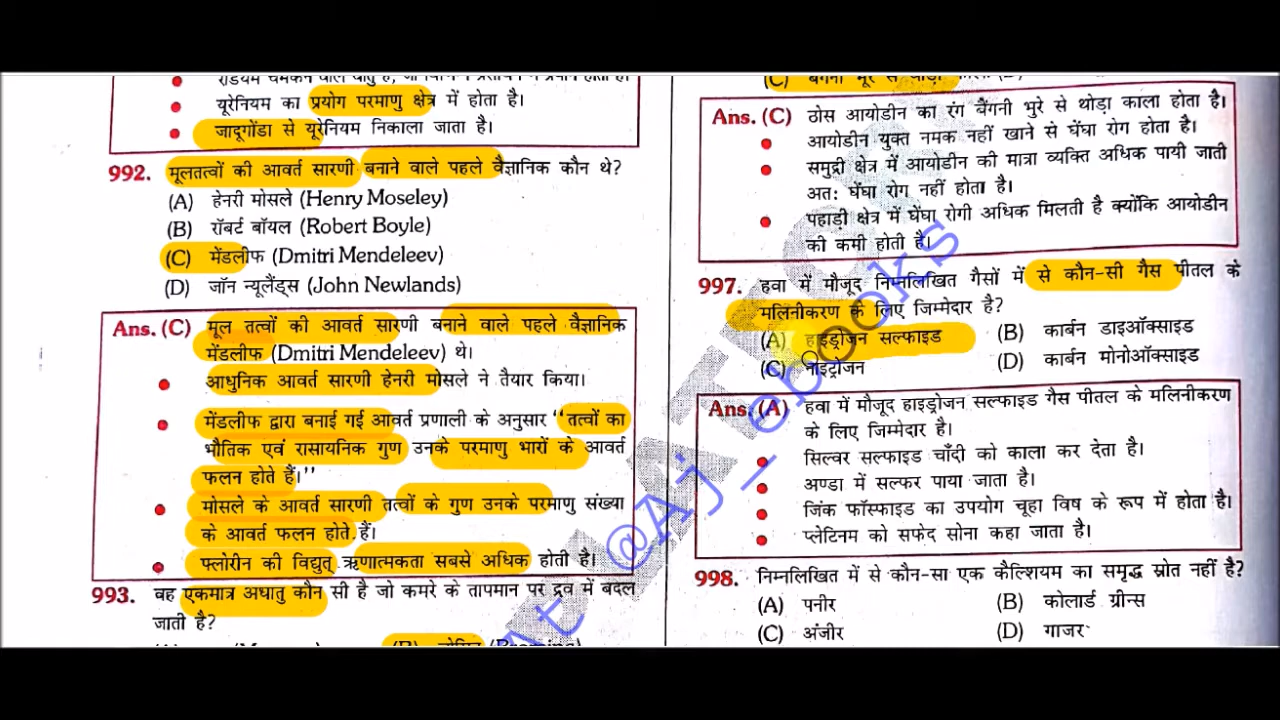 यूरेनियम का प्रयोग परमाणु क्षेत्र में होता है।
जादूगोंडा से यूरेनियम निकाला जाता है।
992. मूलतत्वों की आवर्त सारणी बनाने वाले पहले वैज्ञानिक कौन थे?
(A) हेनरी मोसले (Henry Moseley)
(B) रॉबर्ट बॉयल (Robert Boyle)
(C) मेंडलीफ (Dmitri Mendeleev)
(D) जॉन न्यूलैंड्स (John Newlands)
Ans. (C) मूल तत्वों की आवर्त सारणी बनाने वाले पहले वैज्ञानिक
मेंडलीफ (Dmitri Mendeleev) थे।
आधुनिक आवर्त सारणी हेनरी मोसले ने तैयार किया।
मेंडलीफ द्वारा बनाई गई आवर्त प्रणाली के अनुसार "तत्वों का
भौतिक एवं रासायनिक गुण उनके परमाणु भारों के आवर्त
फलन होते हैं।"
मोसले के आवर्त सारणी तत्वों के गुण उनके परमाणु संख्या
के आवर्त फलन होते हैं।
फ्लोरीन की विद्युत् ऋणात्मकता सबसे अधिक होती है।
993. वह एकमात्र अधातु कौन सी है जो कमरे के तापमान पर द्रव में बदल
जाती है?
Ans. (C) ठोस आयोडीन का रंग बैंगनी भुरे से थोड़ा काला होता है।
आयोडीन युक्त नमक नहीं खाने से घेंघा रोग होता है।
समुद्री क्षेत्र में आयोडीन की मात्रा व्यक्ति अधिक पायी जाती
अत: घेंघा रोग नहीं होता है।
पहाड़ी क्षेत्र में घेंघा रोगी अधिक मिलती है क्योंकि आयोडीन
की कमी होती है।
997. हवा में मौजूद निम्नलिखित गैसों में से कौन-सी गैस पीतल के
मलिनीकरण के लिए जिम्मेदार है?
(A) हाइड्रोजन सल्फाइड (B) कार्बन डाइऑक्साइड
(C) नाइट्रोजन (D) कार्बन मोनोऑक्साइड
Ans. (A) हवा में मौजूद हाइड्रोजन सल्फाइड गैस पीतल के मलिनीकरण
के लिए जिम्मेदार है।
सिल्वर सल्फाइड चाँदी को काला कर देता है।
अण्डा में सल्फर पाया जाता है।
जिंक फॉस्फाइड का उपयोग चूहा विष के रूप में होता है।
प्लेटिनम को सफेद सोना कहा जाता है।
998. निम्नलिखित में से कौन-सा एक कैल्शियम का समृद्ध स्रोत नहीं है?
(A) पनीर (B) कोलार्ड ग्रीन्स
(C) अंजीर (D) गाजर
@Aj_ebooks